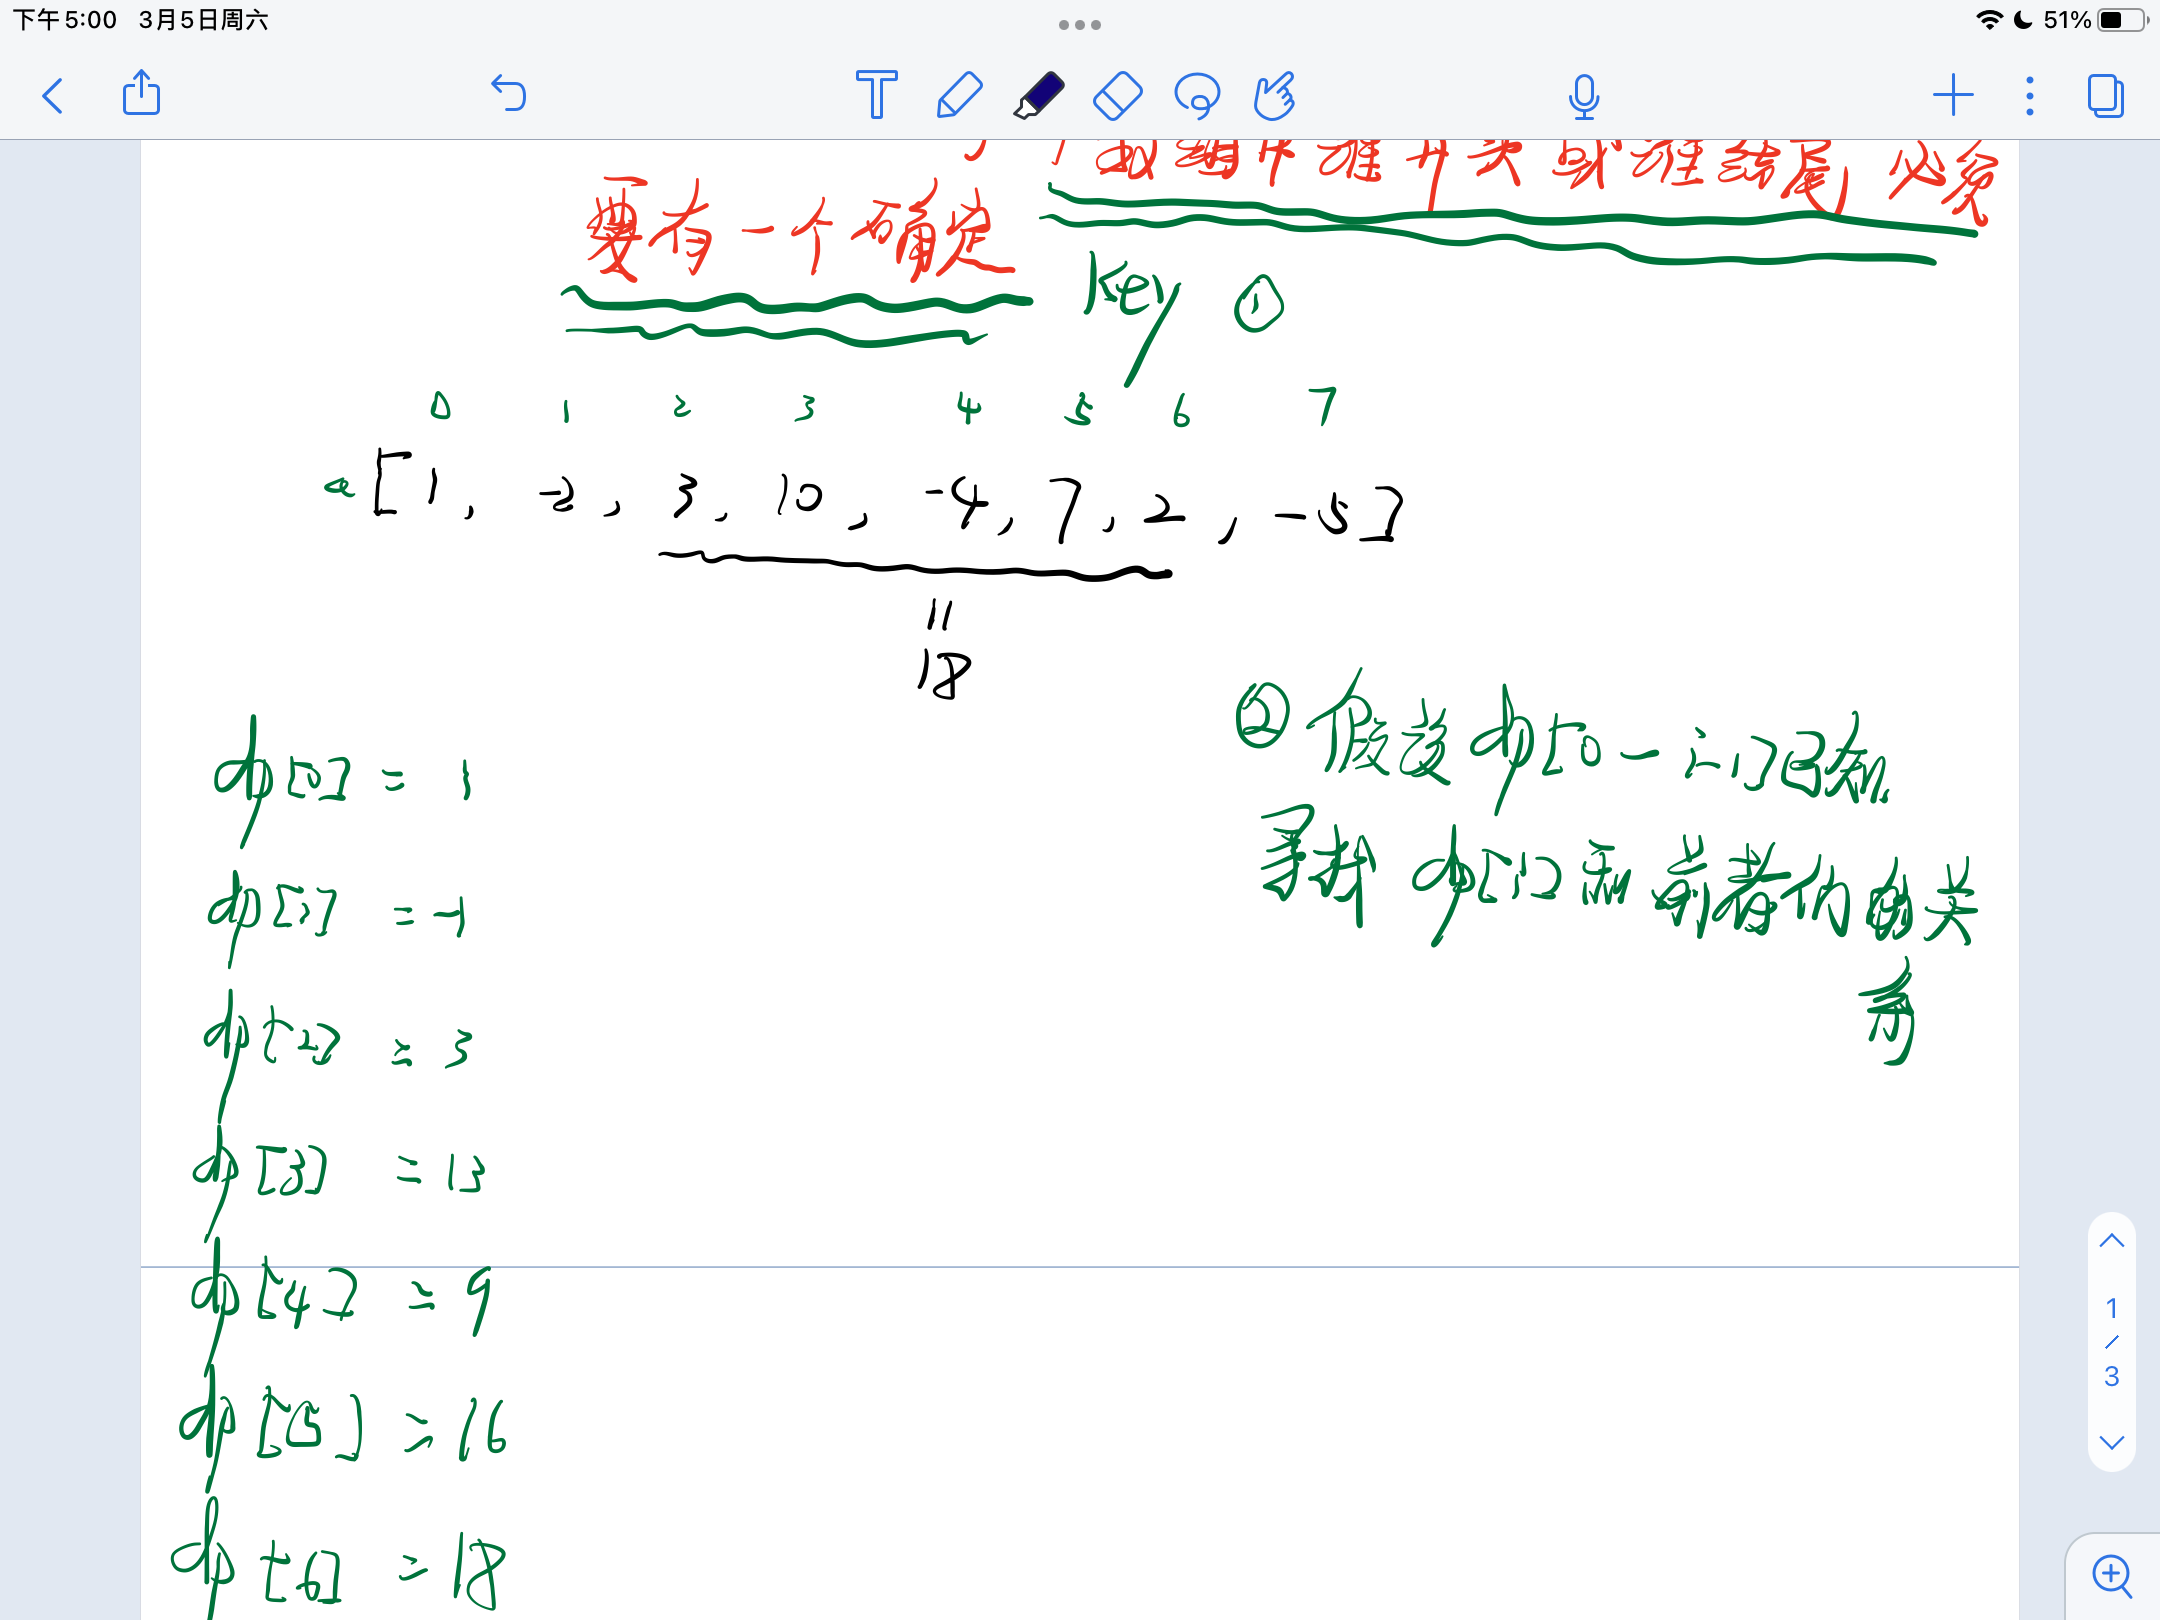 下午5:00 3月5日周六
51%
数组中谁开头或谁结尾,必须
要有一个确定
Key ①
0 1 2 3 4 5 6 7
a [1, -2, 3, 10, -4, 7, 2, -5]
11
18
② 假设dp[0-i-1]已知
寻找 dp[i]和前者们的关
系
dp[0] = 1
dp[1] = -1
dp[2] = 3
dp[3] = 13
dp[4] = 9
dp[5] = 16
dp[6] = 18
1
/
3